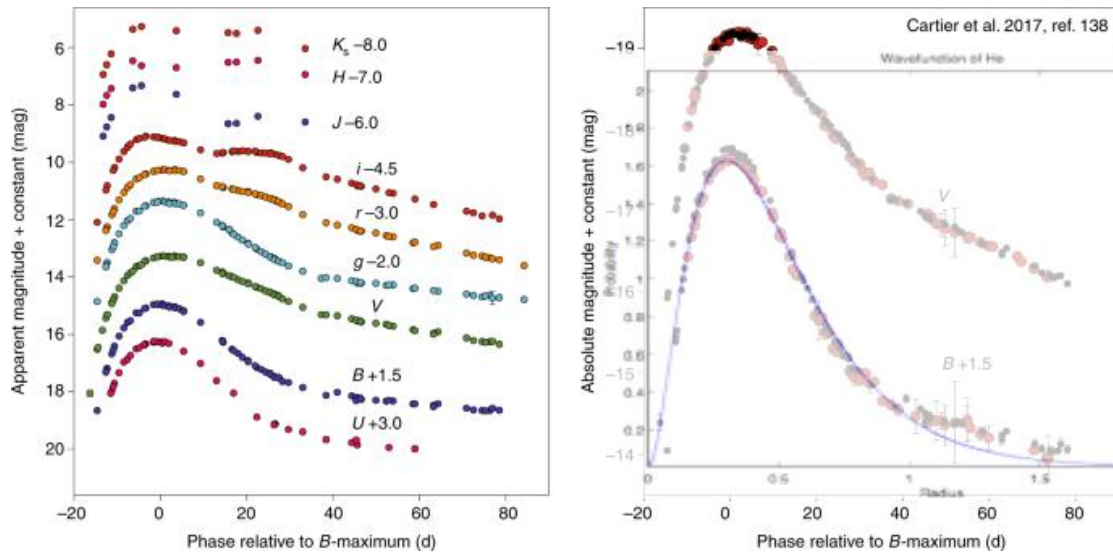 6
8
10
12
14
16
18
20
Apparent magnitude + constant (mag)
Ks −8.0
H −7.0
J −6.0
i −4.5
r −3.0
g −2.0
V
B +1.5
U +3.0
−20 0 20 40 60 80
Phase relative to B-maximum (d)
Cartier et al. 2017, ref. 138
Wavefunction of He
−19
2
1.6
−17
1.4
1.2
1
−16
0.8
0.6
−15
0.4
0.2
−14
Absolute magnitude + constant (mag)
V
B +1.5
0 0.5 1 1.5
Radius
−20 0 20 40 60 80
Phase relative to B-maximum (d)